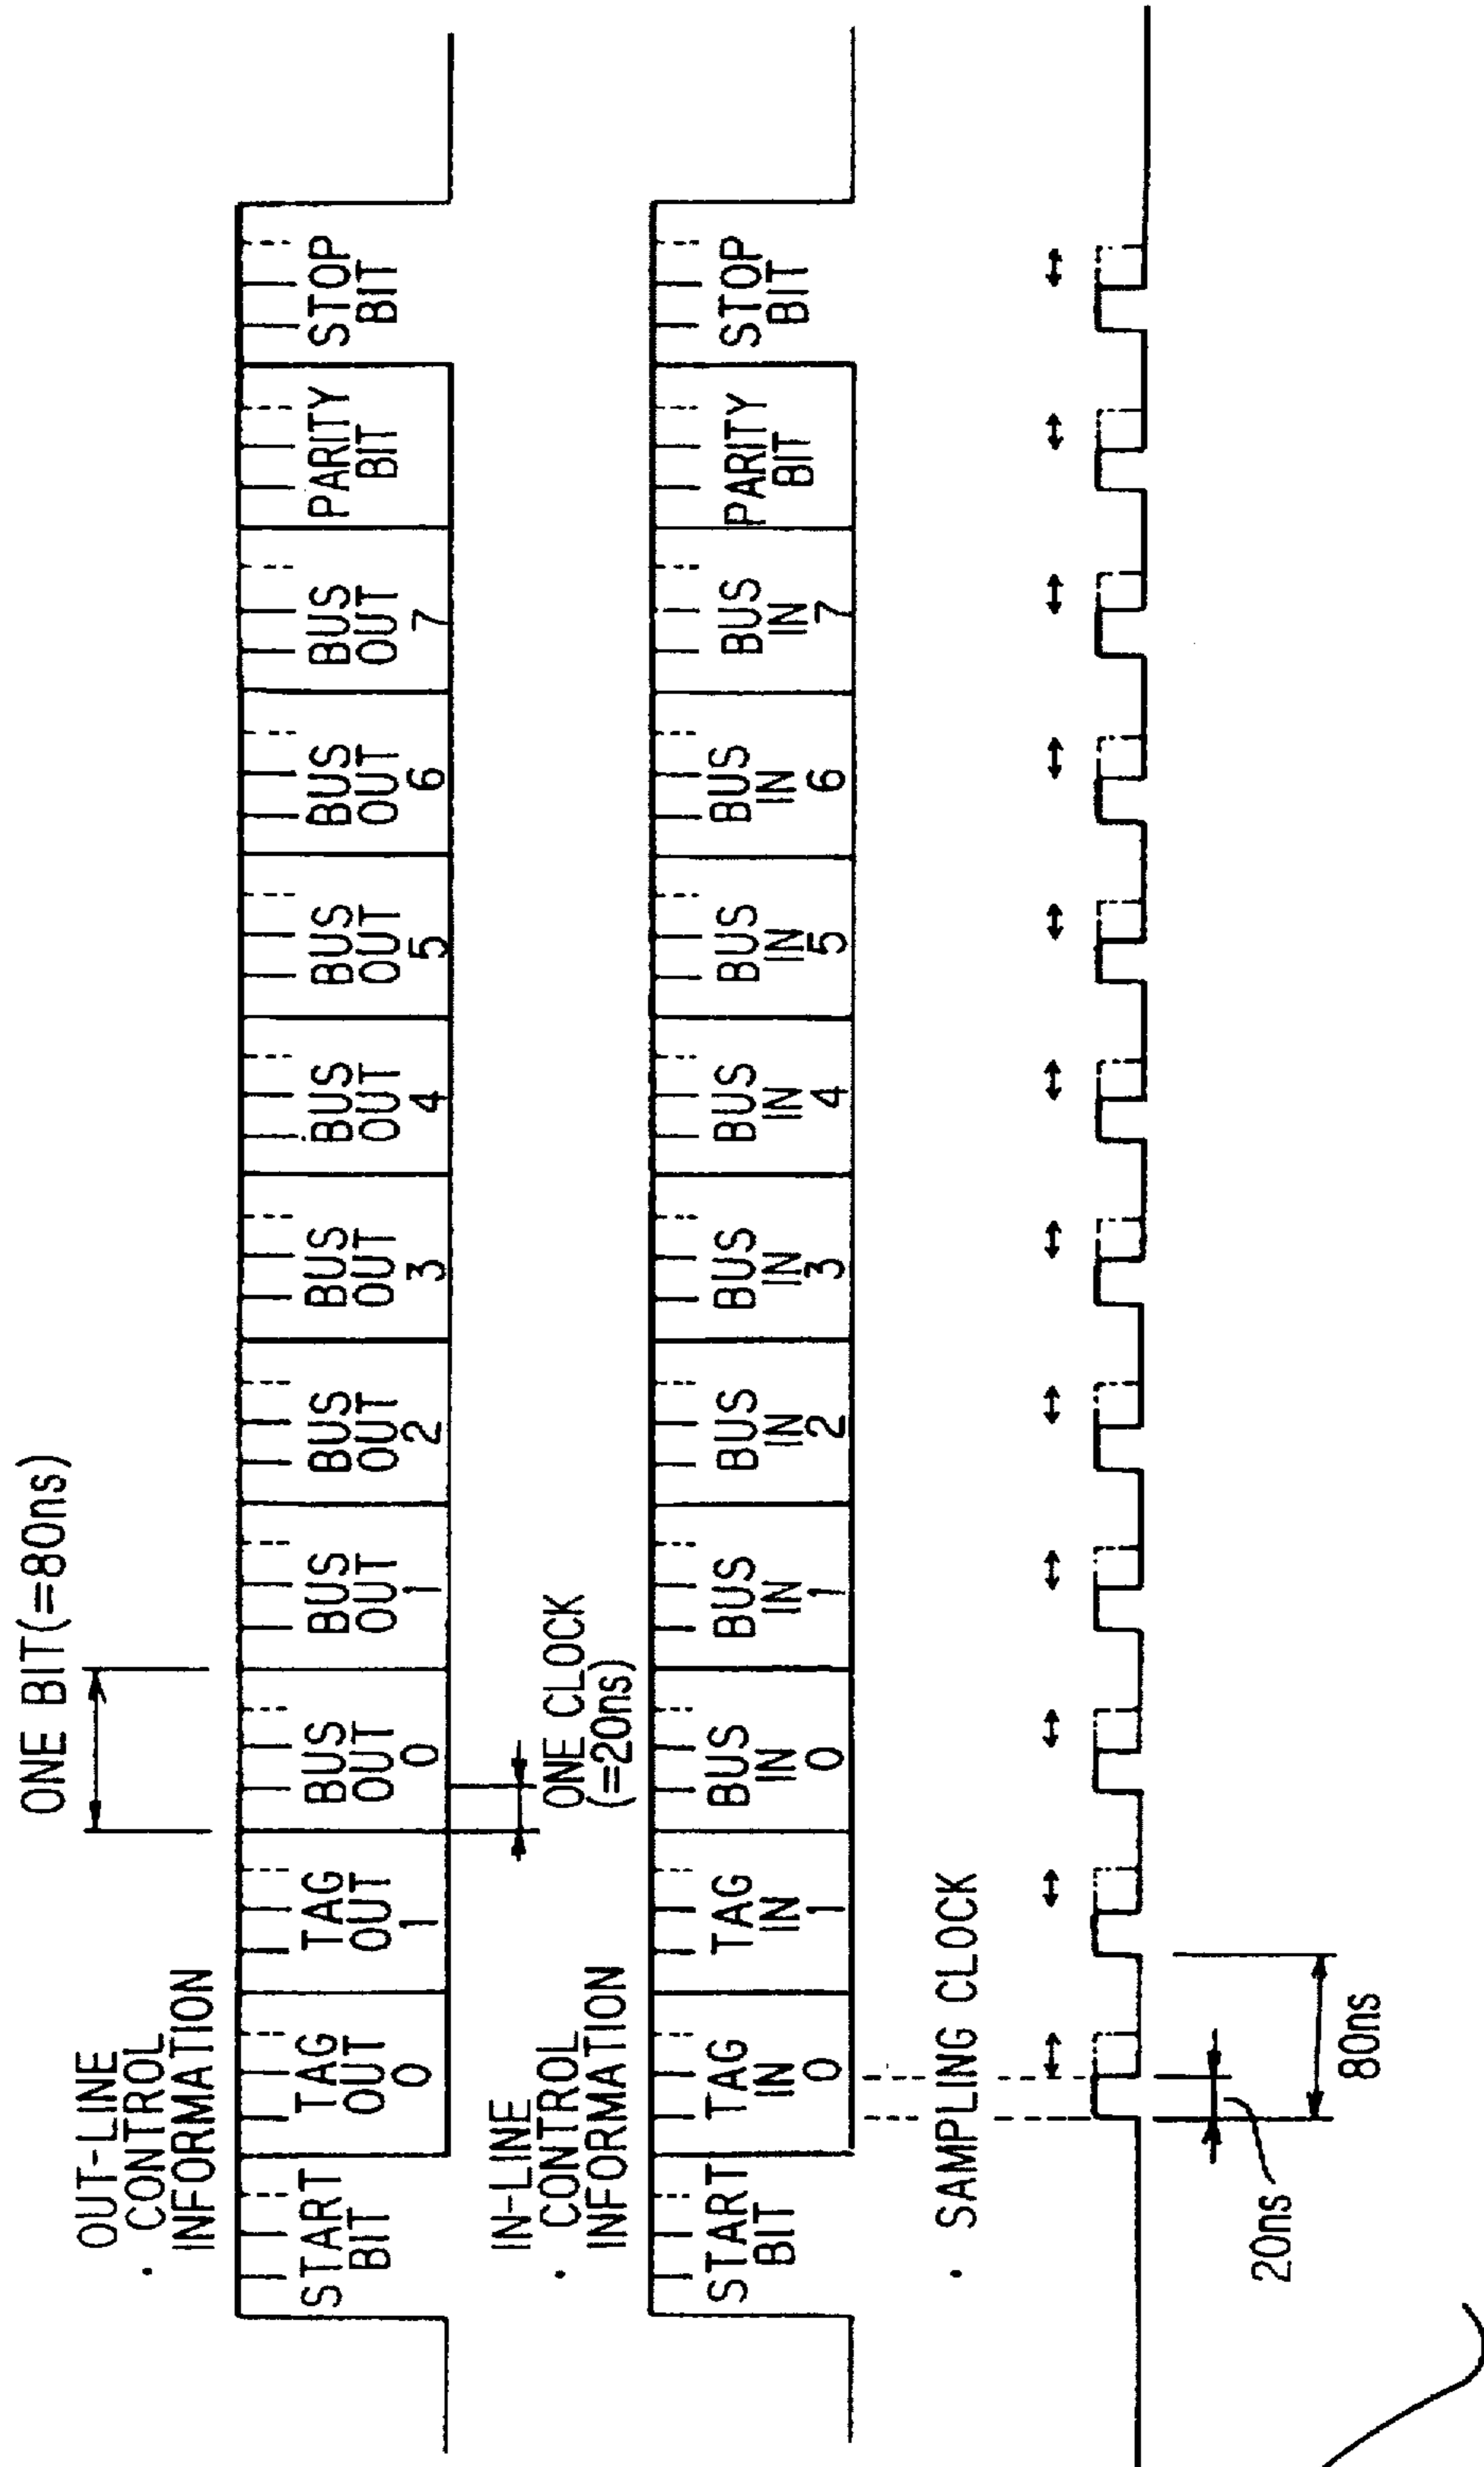 ONE BIT(=80ns)
OUT-LINE
· CONTROL
INFORMATION
START
BIT
TAG
OUT
0
TAG
OUT
1
BUS
OUT
0
BUS
OUT
1
BUS
OUT
2
BUS
OUT
3
BUS
OUT
4
BUS
OUT
5
BUS
OUT
6
BUS
OUT
7
PARITY
BIT
STOP
BIT
ONE CLOCK
(=20ns)
IN-LINE
· CONTROL
INFORMATION
START
BIT
TAG
IN
0
TAG
IN
1
BUS
IN
0
BUS
IN
1
BUS
IN
2
BUS
IN
3
BUS
IN
4
BUS
IN
5
BUS
IN
6
BUS
IN
7
PARITY
BIT
STOP
BIT
· SAMPLING CLOCK
20ns
80ns